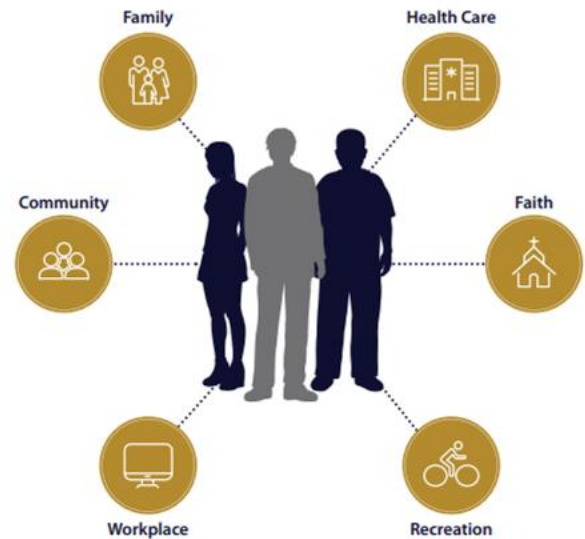 Family
Health Care
Community
Faith
Workplace
Recreation